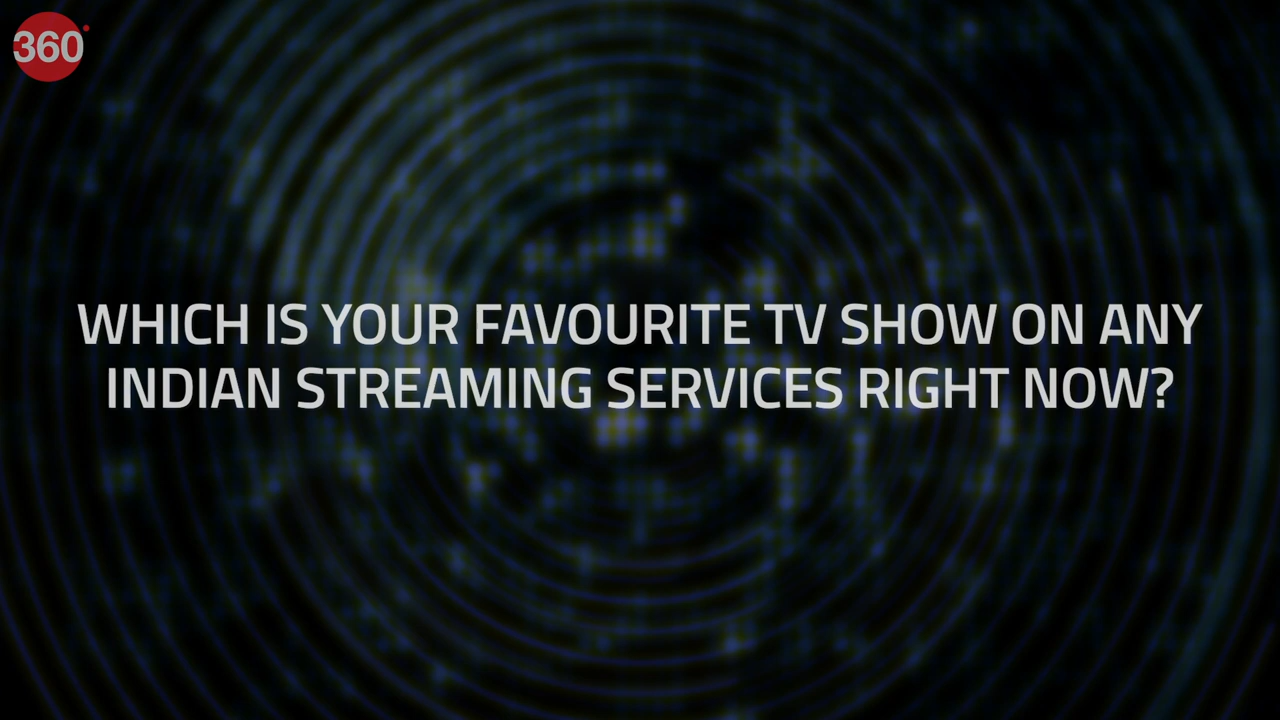 360°
WHICH IS YOUR FAVOURITE TV SHOW ON ANY
INDIAN STREAMING SERVICES RIGHT NOW?